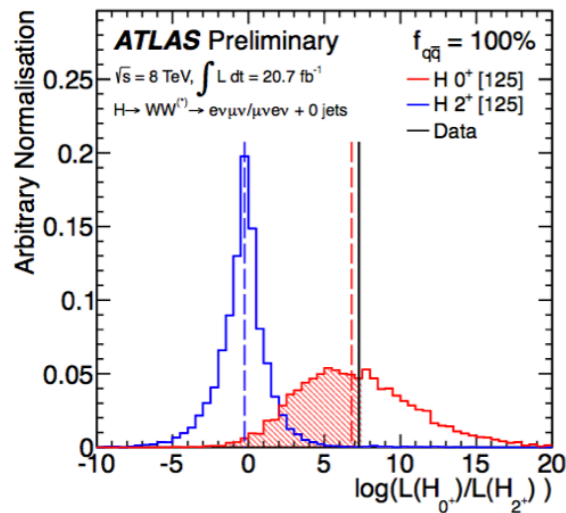 ATLAS Preliminary
√s = 8 TeV, ∫ L dt = 20.7 fb⁻¹
H→ WW⁽*⁾→ eνμν/μνeν + 0 jets
f_qq̅ = 100%
H 0⁺ [125]
H 2⁺ [125]
Data
Arbitrary Normalisation
0.25
0.2
0.15
0.1
0.05
0
-10 -5 0 5 10 15 20
log(L(H_0⁺)/L(H_2⁺) )